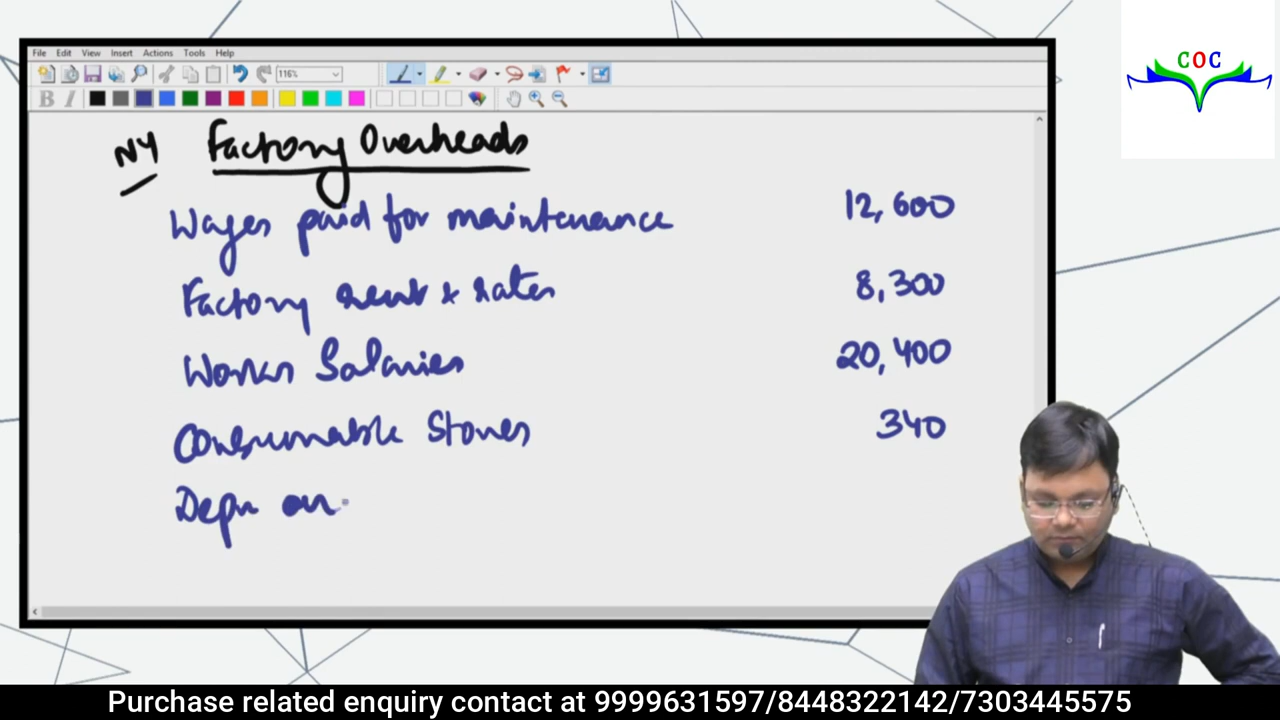 COC
File Edit View Insert Actions Tools Help
116%
B I
N4 Factory Overheads
Wages paid for maintenance 12,600
Factory rent & rates 8,300
Works Salaries 20,400
Consumable Stores 340
Depn on
Purchase related enquiry contact at 9999631597/8448322142/7303445575